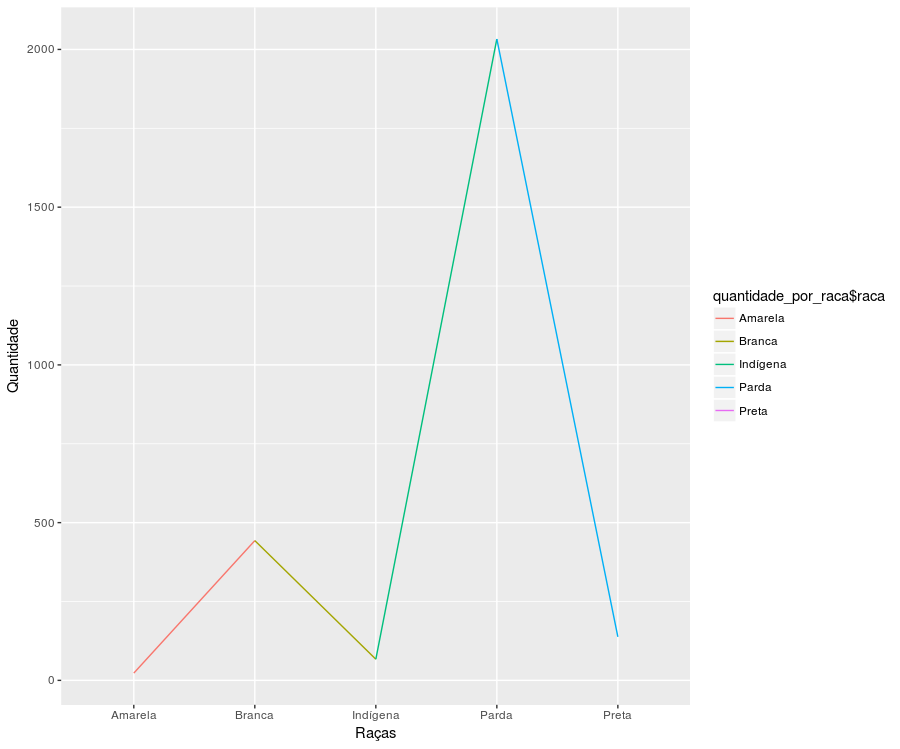 2000
1500
1000
500
0
Quantidade
Amarela
Branca
Indígena
Parda
Preta
Raças
quantidade_por_raca$raca
Amarela
Branca
Indígena
Parda
Preta